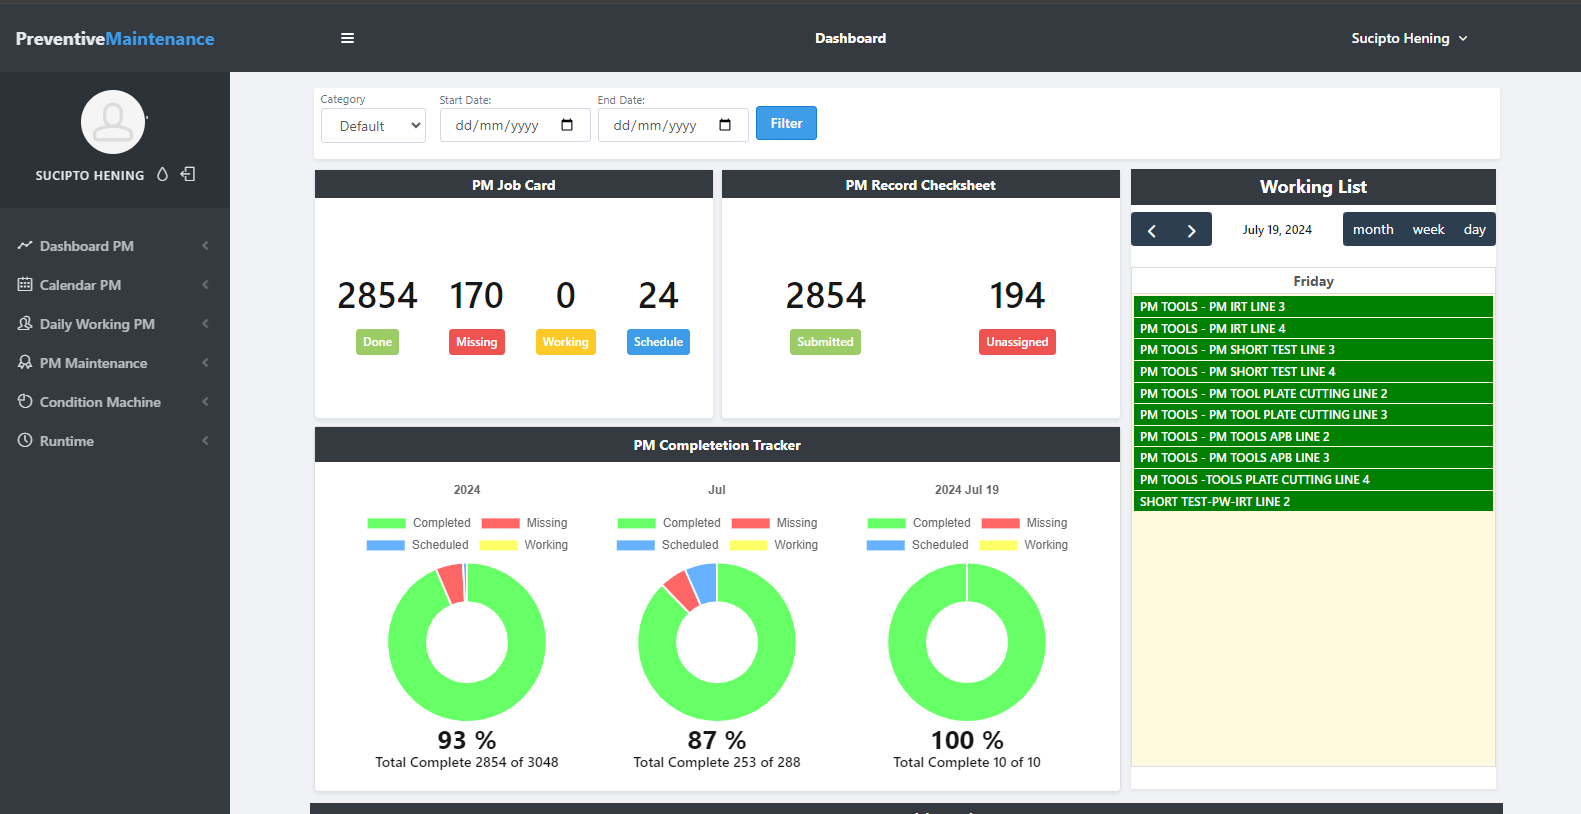 PreventiveMaintenance
Dashboard
Sucipto Hening
SUCIPTO HENING
Dashboard PM
Calendar PM
Daily Working PM
PM Maintenance
Condition Machine
Runtime
Category
Start Date:
End Date:
Default
dd/mm/yyyy
dd/mm/yyyy
Filter
PM Job Card
2854
170
0
24
Done
Missing
Working
Schedule
PM Record Checksheet
2854
194
Submitted
Unassigned
PM Completetion Tracker
2024
Completed Missing
Scheduled Working
93 %
Total Complete 2854 of 3048
Jul
Completed Missing
Scheduled Working
87 %
Total Complete 253 of 288
2024 Jul 19
Completed Missing
Scheduled Working
100 %
Total Complete 10 of 10
Working List
July 19, 2024
month week day
Friday
PM TOOLS - PM IRT LINE 3
PM TOOLS - PM IRT LINE 4
PM TOOLS - PM SHORT TEST LINE 3
PM TOOLS - PM SHORT TEST LINE 4
PM TOOLS - PM TOOL PLATE CUTTING LINE 2
PM TOOLS - PM TOOL PLATE CUTTING LINE 3
PM TOOLS - PM TOOLS APB LINE 2
PM TOOLS - PM TOOLS APB LINE 3
PM TOOLS -TOOLS PLATE CUTTING LINE 4
SHORT TEST-PW-IRT LINE 2